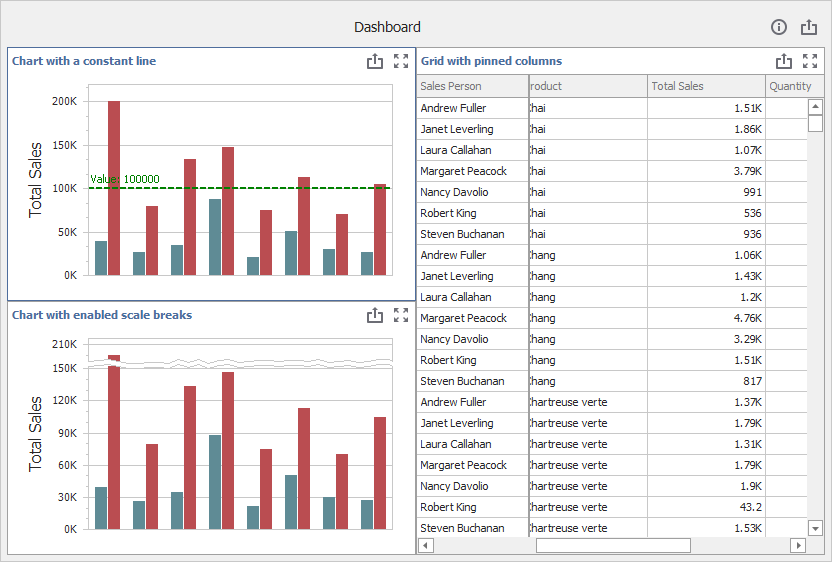 Dashboard
Chart with a constant line
Total Sales
200K
150K
Value: 100000
100K
50K
0K
Chart with enabled scale breaks
Total Sales
210K
150K
120K
90K
60K
30K
0K
Grid with pinned columns
Sales Person roduct Total Sales Quantity
Andrew Fuller hai 1.51K
Janet Leverling hai 1.86K
Laura Callahan hai 1.07K
Margaret Peacock hai 3.79K
Nancy Davolio hai 991
Robert King hai 536
Steven Buchanan hai 936
Andrew Fuller hang 1.06K
Janet Leverling hang 1.43K
Laura Callahan hang 1.2K
Margaret Peacock hang 4.76K
Nancy Davolio hang 3.29K
Robert King hang 1.51K
Steven Buchanan hang 817
Andrew Fuller hartreuse verte 1.37K
Janet Leverling hartreuse verte 1.79K
Laura Callahan hartreuse verte 1.31K
Margaret Peacock hartreuse verte 1.79K
Nancy Davolio hartreuse verte 1.9K
Robert King hartreuse verte 43.2
Steven Buchanan hartreuse verte 1.53K